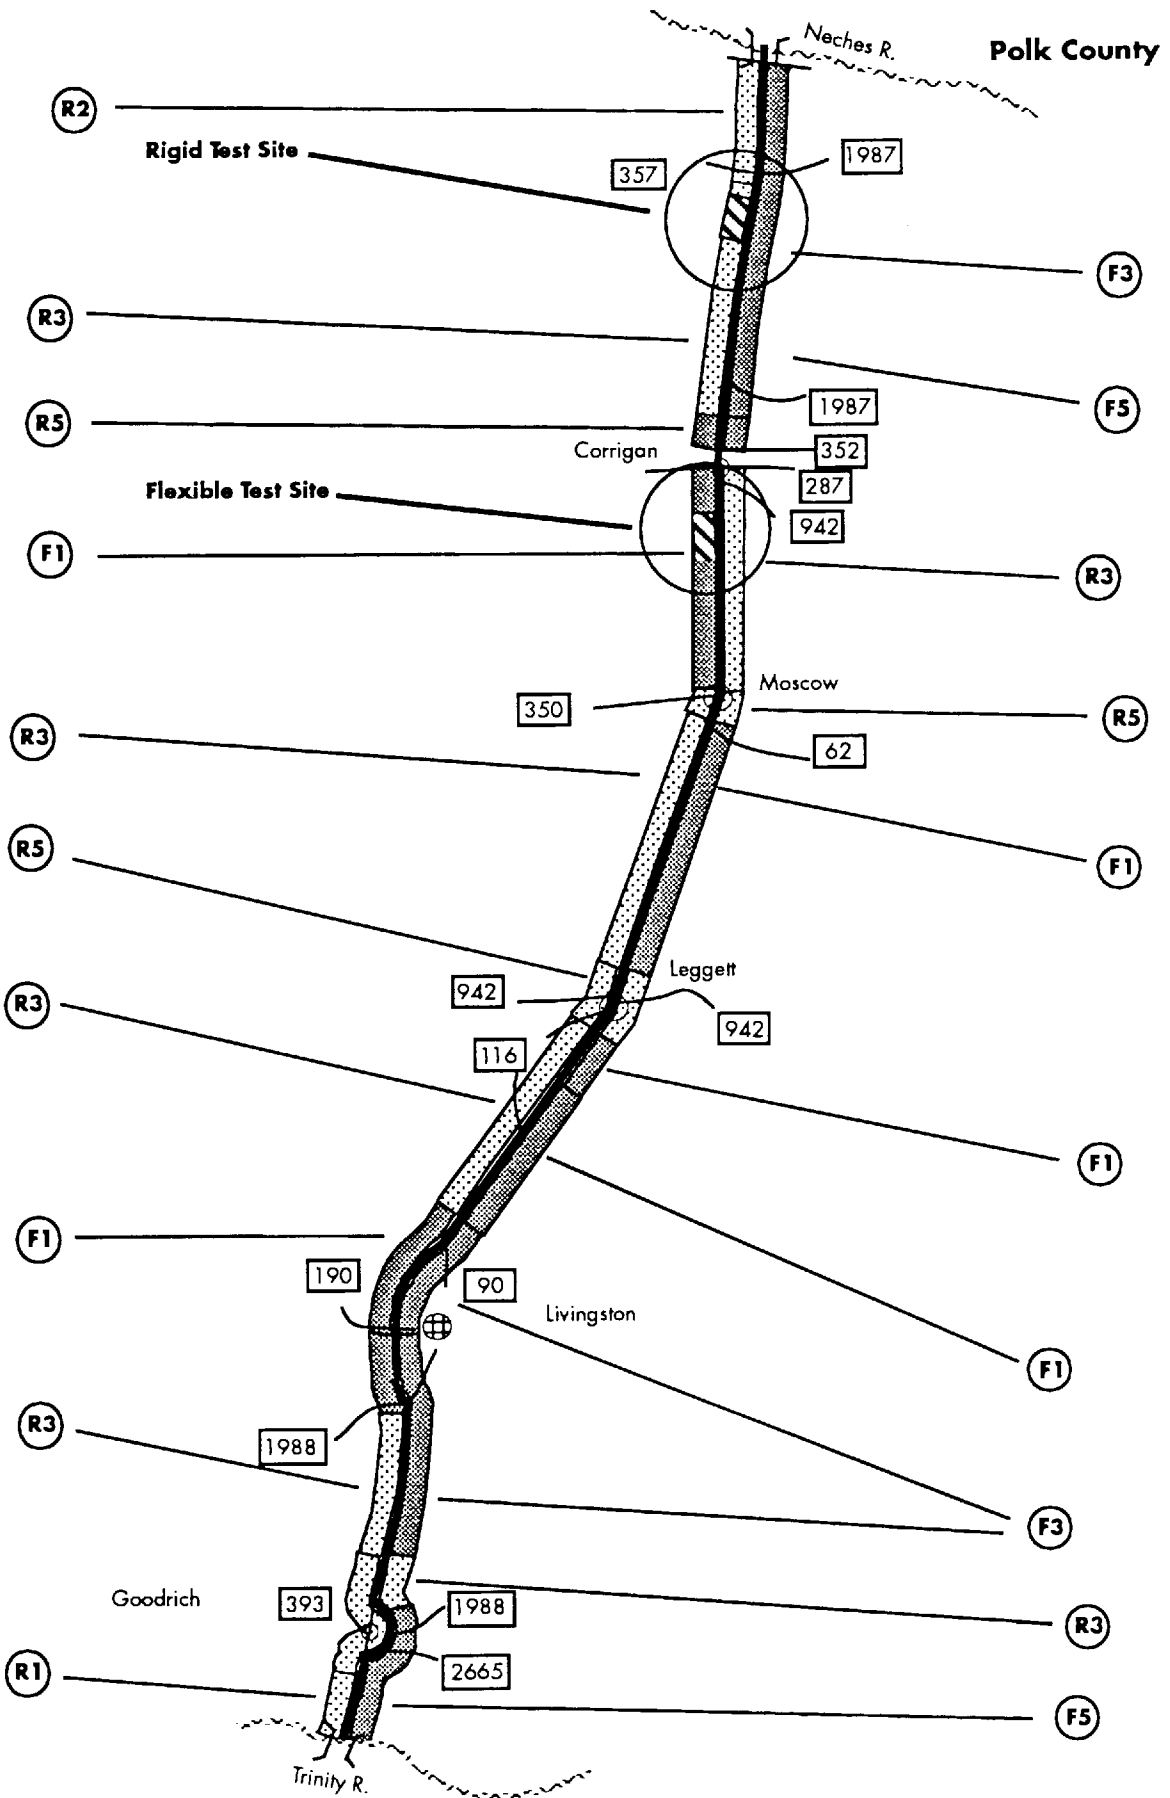 Neches R.
Polk County
R2
Rigid Test Site
357
1987
F3
R3
F5
1987
R5
Corrigan
352
287
Flexible Test Site
942
F1
R3
Moscow
350
R5
R3
62
R5
F1
Leggett
942
R3
942
116
F1
F1
190
90
Livingston
F1
R3
1988
F3
Goodrich
393
1988
R3
R1
2665
F5
Trinity R.